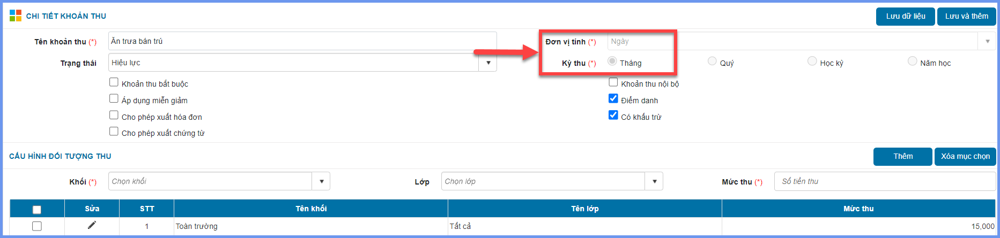 CHI TIẾT KHOẢN THU
Lưu dữ liệu
Lưu và thêm
Tên khoản thu (*)
Ăn trưa bán trú
Đơn vị tính (*)
Ngày
Trạng thái
Hiệu lực
Kỳ thu (*)
Tháng
Quý
Học kỳ
Năm học
Khoản thu bắt buộc
Khoản thu nội bộ
Áp dụng miễn giảm
Điểm danh
Cho phép xuất hóa đơn
Có khấu trừ
Cho phép xuất chứng từ
CẤU HÌNH ĐỐI TƯỢNG THU
Thêm
Xóa mục chọn
Khối (*)
Chọn khối
Lớp
Chọn lớp
Mức thu (*)
Số tiền thu
Sửa
STT
Tên khối
Tên lớp
Mức thu
1
Toàn trường
Tất cả
15,000